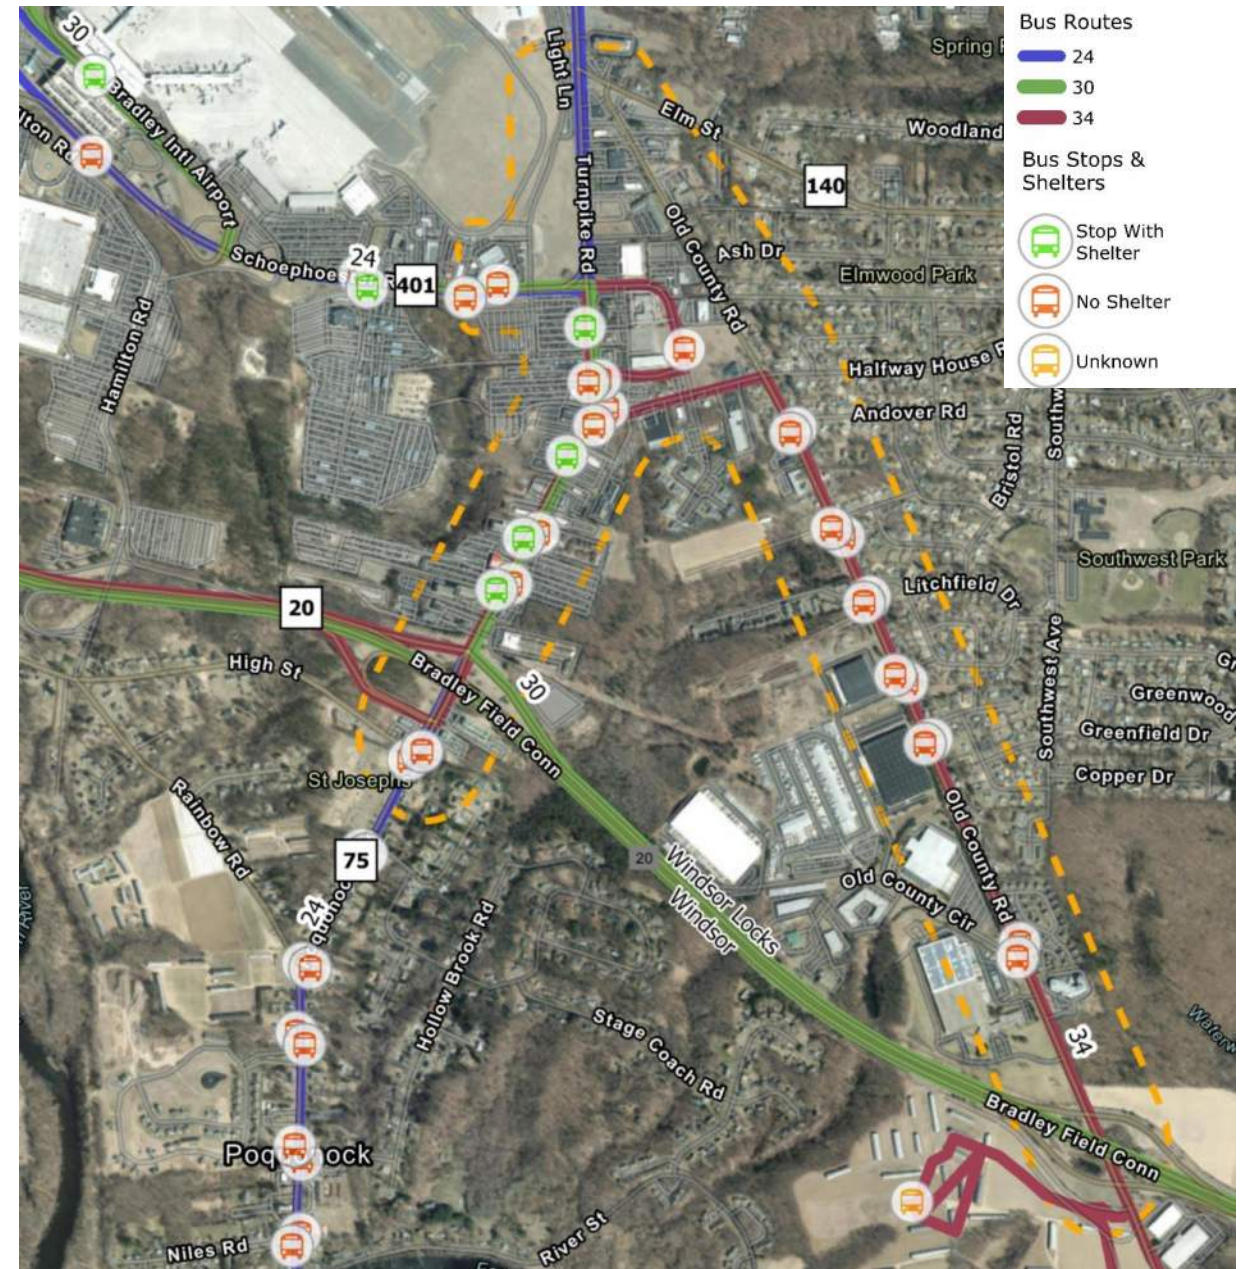 Bus Routes
24
30
34
Bus Stops &
Shelters
Stop With
Shelter
No Shelter
Unknown
30
Light Ln
Spring
Elm St
Woodland
Bradley Intl Airport
Turnpike Rd
140
Old County Rd
Ash Dr
24
Schoephoes
401
Elmwood Park
Hamilton Rd
Halfway House
Andover Rd
Bristol Rd
Southw
Southwest Park
Litchfield Dr
20
High St
Bradley Field Conn
30
Southwest Ave
Greenwood
Greenfield Dr
Copper Dr
St Josephs
Rainbow Rd
Old County Rd
75
20
Windsor Locks
Windsor
Old County Cir
24
Hollow Brook Rd
Stage Coach Rd
34
Bradley Field Conn
Niles Rd
River St